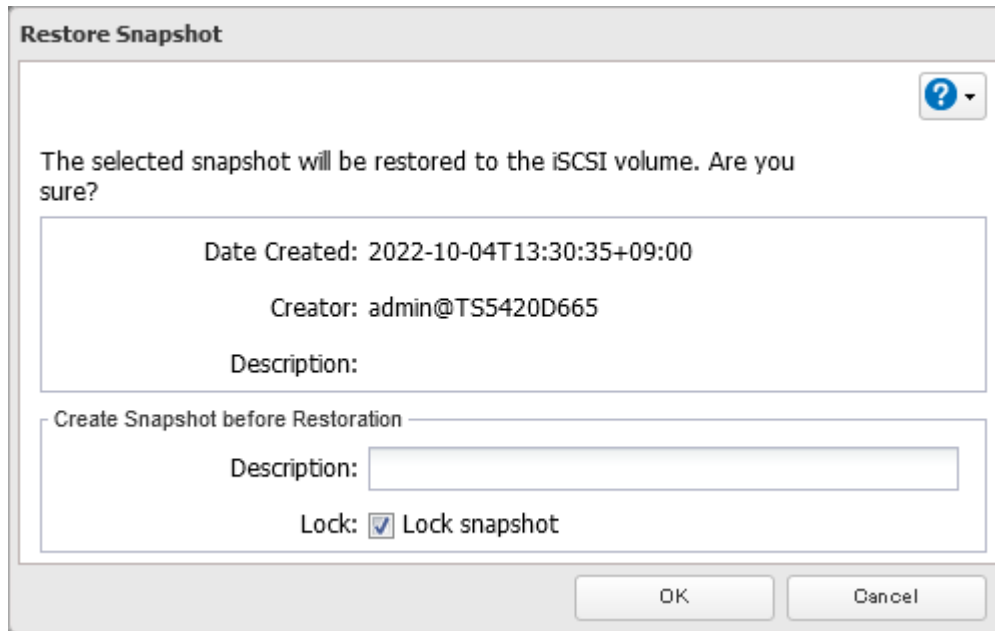 Restore Snapshot
?
The selected snapshot will be restored to the iSCSI volume. Are you
sure?
Date Created: 2022-10-04T13:30:35+09:00
Creator: admin@TS5420D665
Description:
Create Snapshot before Restoration
Description:
Lock: Lock snapshot
OK Cancel